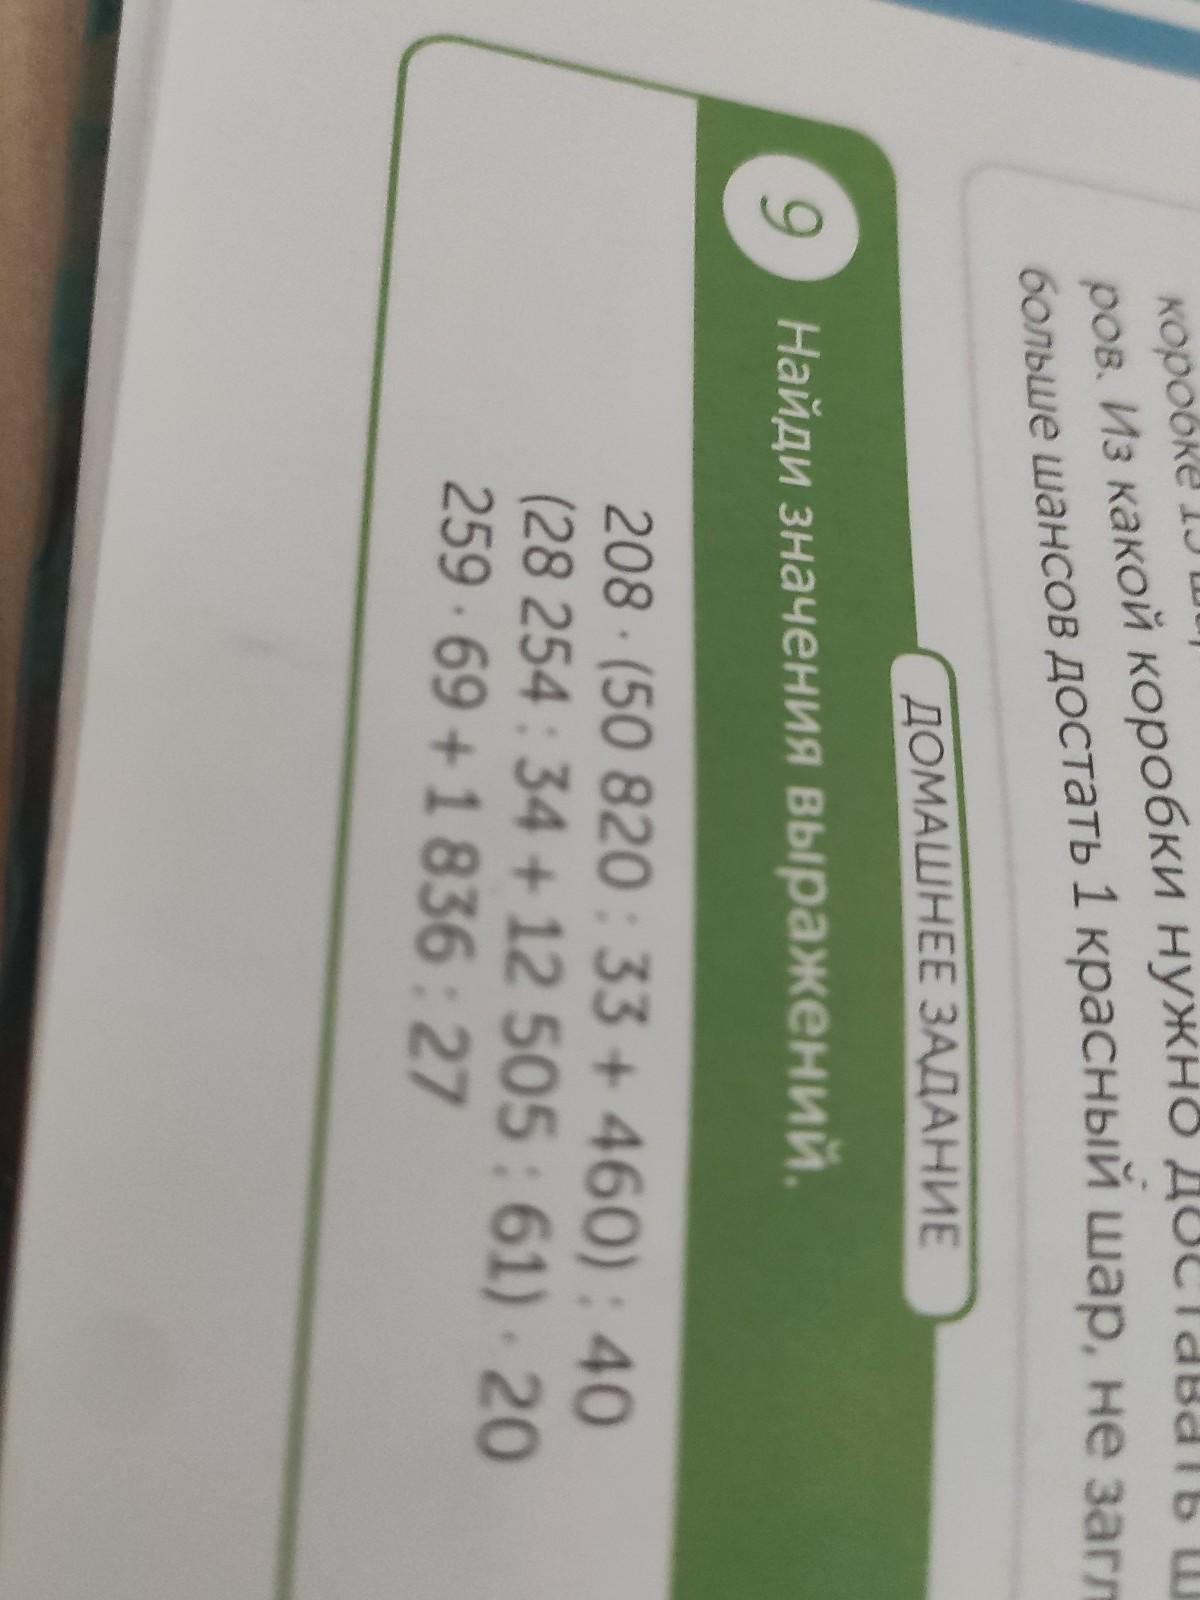 коробке 15
ров. Из какой коробки нужно доставать
больше шансов достать 1 красный шар, не
ДОМАШНЕЕ ЗАДАНИЕ
9 Найди значения выражений.
208 · (50 820 : 33 + 460) : 40
(28 254 : 34 + 12 505 : 61) · 20
259 · 69 + 1 836 : 27